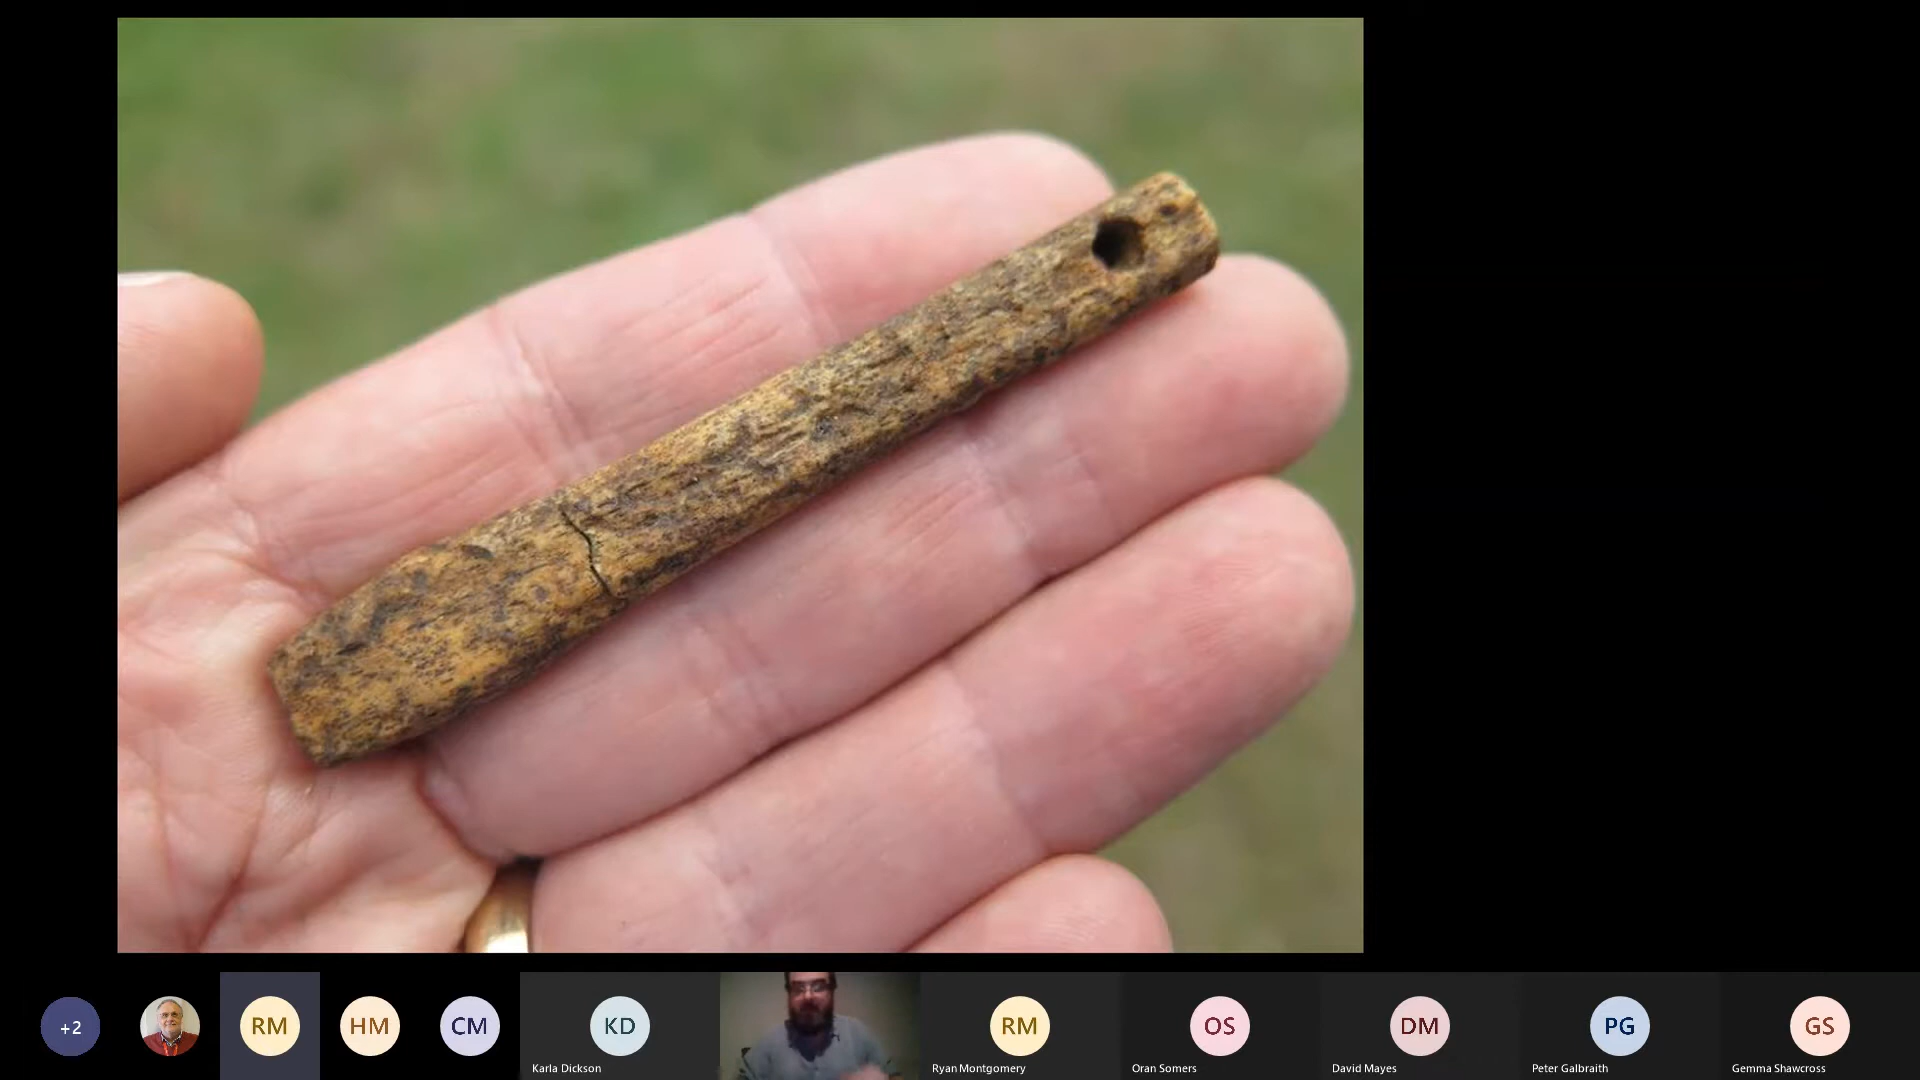 +2
RM
HM
CM
KD
Karla Dickson
RM
Ryan Montgomery
OS
Oran Somers
DM
David Mayes
PG
Peter Galbraith
GS
Gemma Shawcross